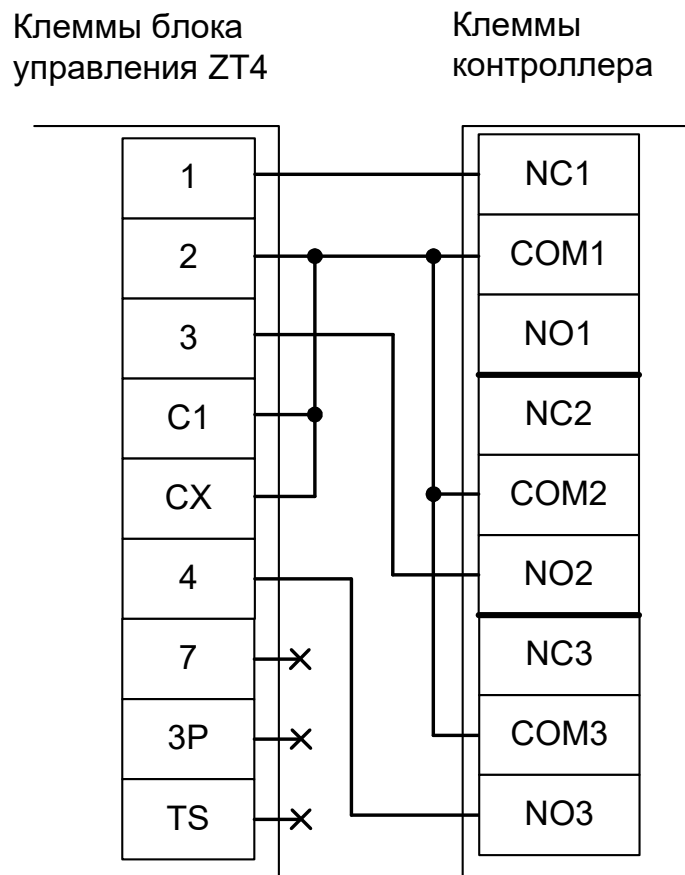 Клеммы блока
управления ZT4
Клеммы
контроллера
1
2
3
C1
CX
4
7
3P
TS
NC1
COM1
NO1
NC2
COM2
NO2
NC3
COM3
NO3